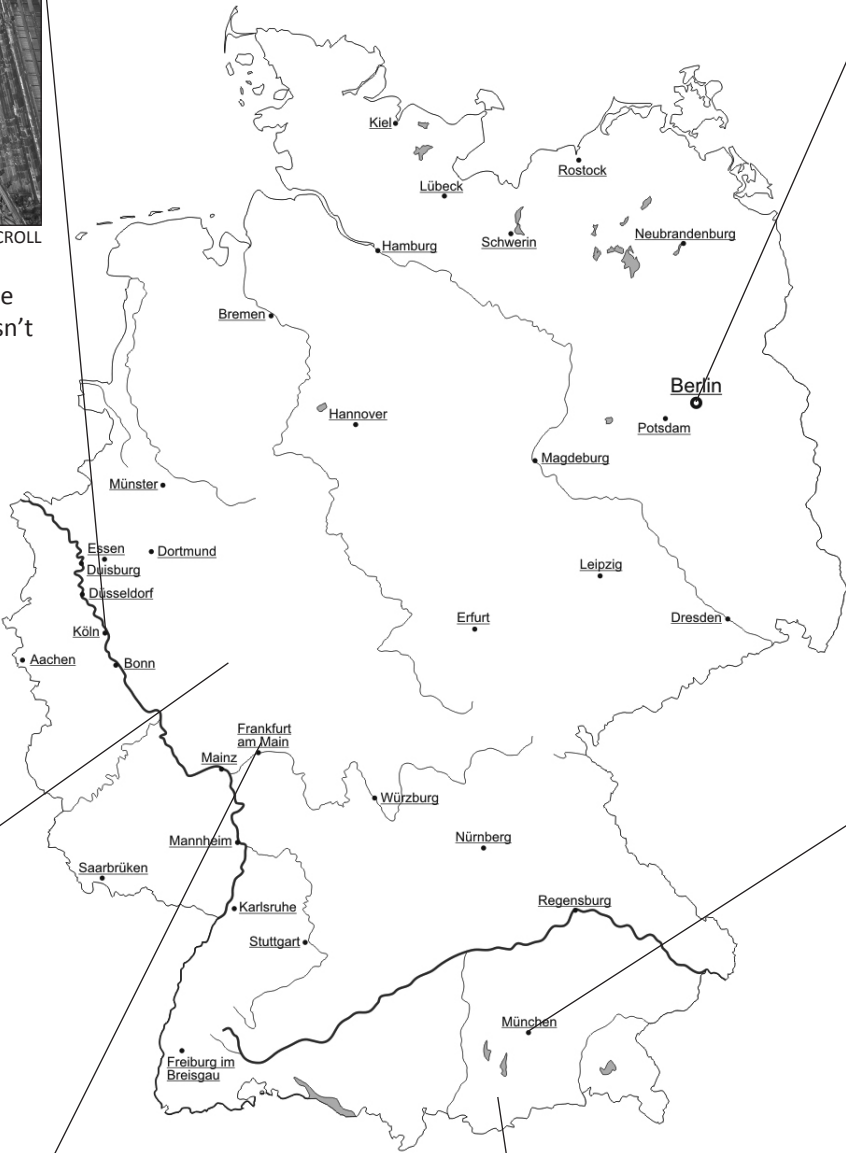 CROLL
e
sn't
Kiel
Rostock
Lübeck
Schwerin
Neubrandenburg
Hamburg
Bremen
Berlin
Hannover
Potsdam
Magdeburg
Münster
Essen
Dortmund
Duisburg
Leipzig
Düsseldorf
Erfurt
Dresden
Köln
Aachen
Bonn
Frankfurt
am Main
Mainz
Würzburg
Nürnberg
Mannheim
Saarbrüken
Regensburg
Karlsruhe
Stuttgart
München
Freiburg im
Breisgau